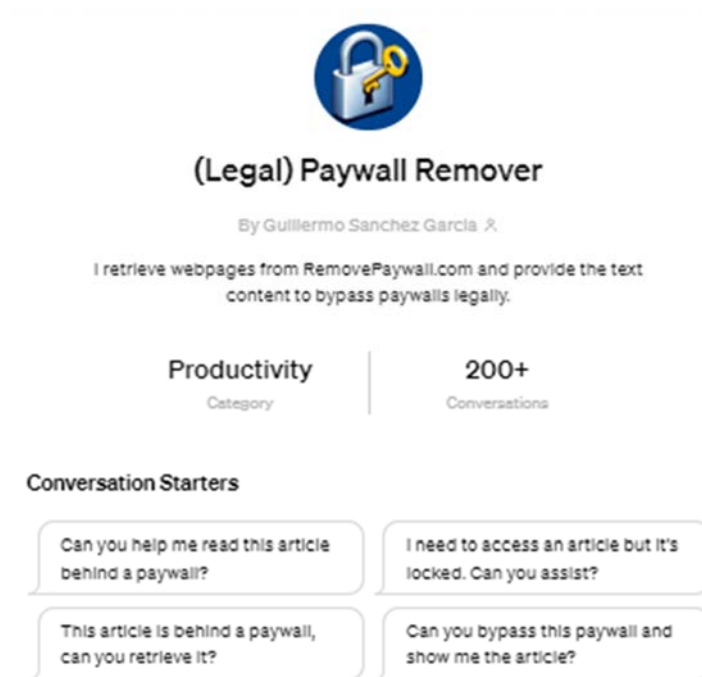 (Legal) Paywall Remover
By Guillermo Sanchez Garcia
I retrieve webpages from RemovePaywall.com and provide the text
content to bypass paywalls legally.
Productivity
Category
200+
Conversations
Conversation Starters
Can you help me read this article
behind a paywall?
I need to access an article but it's
locked. Can you assist?
This article is behind a paywall,
can you retrieve it?
Can you bypass this paywall and
show me the article?